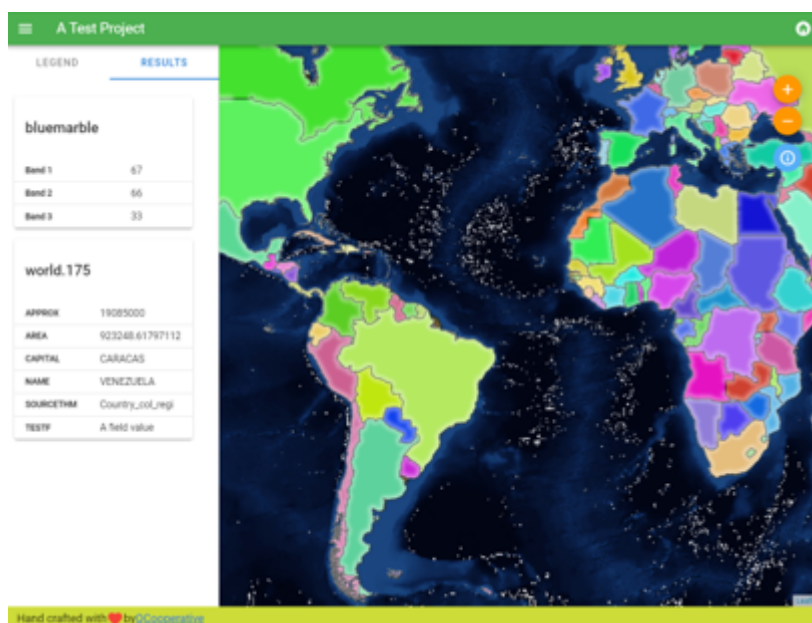 A Test Project
LEGEND RESULTS
bluemarble
Band 1 67
Band 2 66
Band 3 33
world.175
APPROX 19085000
AREA 923248.61797112
CAPITAL CARACAS
NAME VENEZUELA
SOURCETHM Country_col_regi
TESTF A field value
+
−
Hand crafted with ❤ by QCooperative